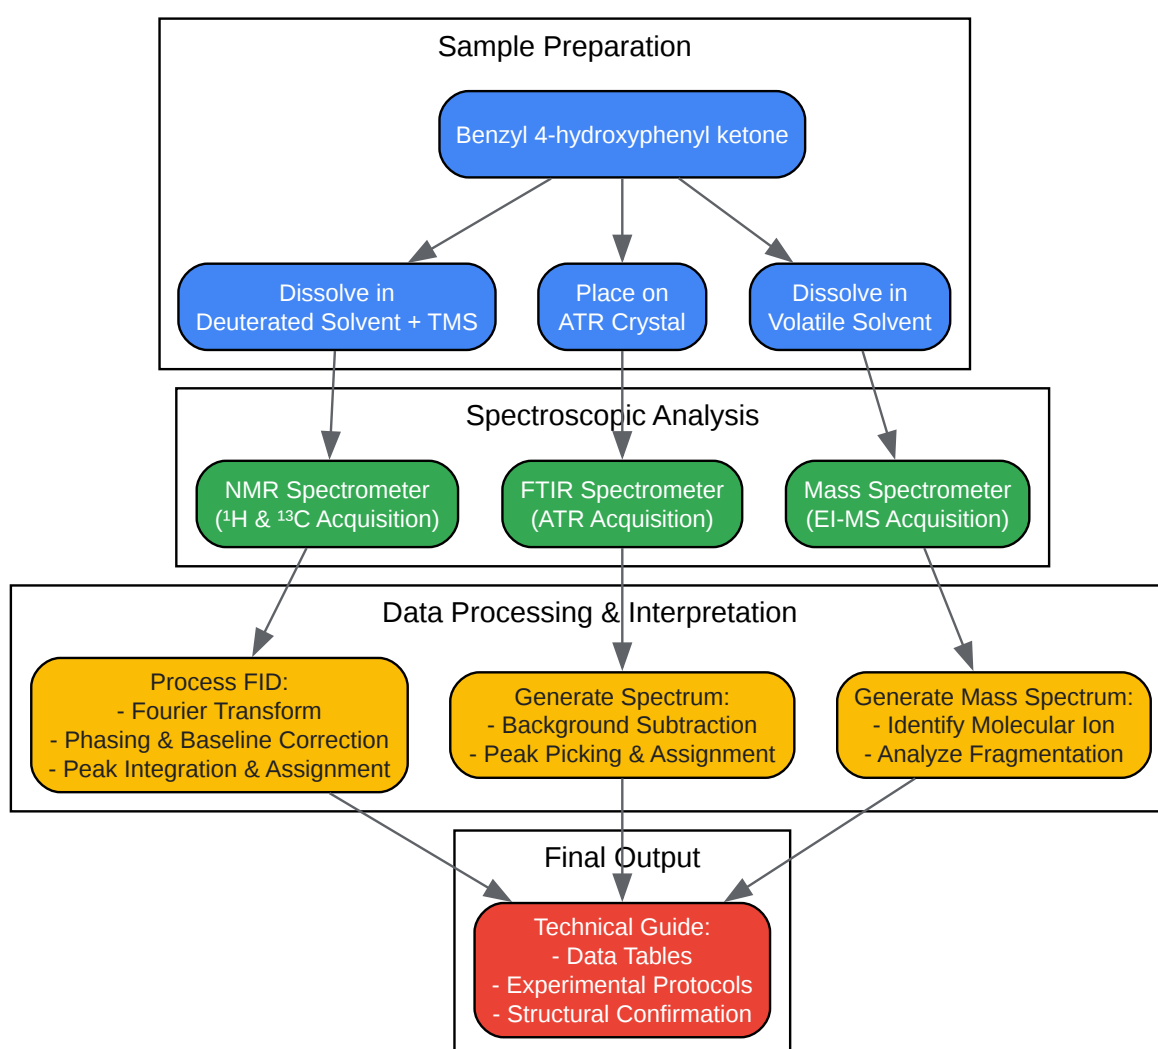 Sample Preparation
Benzyl 4-hydroxyphenyl ketone
Dissolve in
Deuterated Solvent + TMS
Place on
ATR Crystal
Dissolve in
Volatile Solvent
Spectroscopic Analysis
NMR Spectrometer
(¹H & ¹³C Acquisition)
FTIR Spectrometer
(ATR Acquisition)
Mass Spectrometer
(EI-MS Acquisition)
Data Processing & Interpretation
Process FID:
- Fourier Transform
- Phasing & Baseline Correction
- Peak Integration & Assignment
Generate Spectrum:
- Background Subtraction
- Peak Picking & Assignment
Generate Mass Spectrum:
- Identify Molecular Ion
- Analyze Fragmentation
Final Output
Technical Guide:
- Data Tables
- Experimental Protocols
- Structural Confirmation